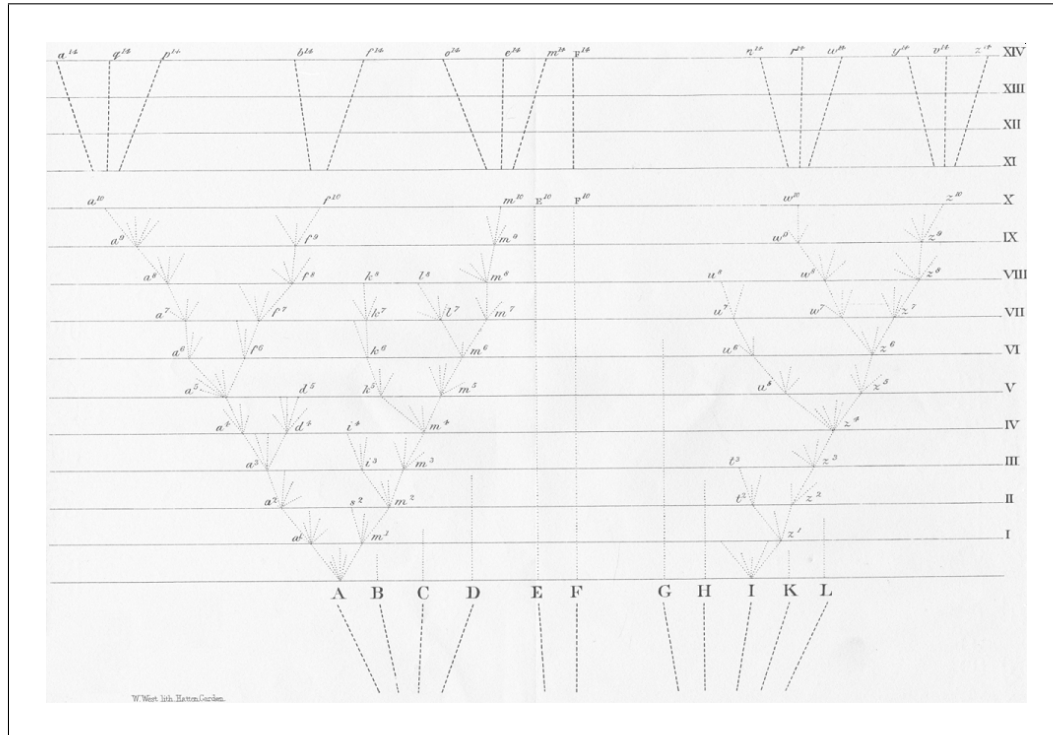 a¹⁴ q¹⁴ p¹⁴ b¹⁴ f¹⁴ o¹⁴ e¹⁴ m¹⁴ F¹⁴ n¹⁴ r¹⁴ w¹⁴ y¹⁴ v¹⁴ z¹⁴ XIV
XIII
XII
XI
a¹⁰ f¹⁰ m¹⁰ E¹⁰ F¹⁰ w¹⁰ z¹⁰ X
a⁹ f⁹ m⁹ w⁹ z⁹ IX
a⁸ f⁸ k⁸ l⁸ m⁸ u⁸ w⁸ z⁸ VIII
a⁷ f⁷ k⁷ l⁷ m⁷ u⁷ w⁷ z⁷ VII
a⁶ f⁶ k⁶ m⁶ u⁶ z⁶ VI
a⁵ d⁵ k⁵ m⁵ u⁵ z⁵ V
a⁴ d⁴ i⁴ m⁴ z⁴ IV
a³ i³ m³ t³ z³ III
a² s² m² t² z² II
a¹ m¹ z¹ I
A B C D E F G H I K L
W. West lith. Hatton Garden.